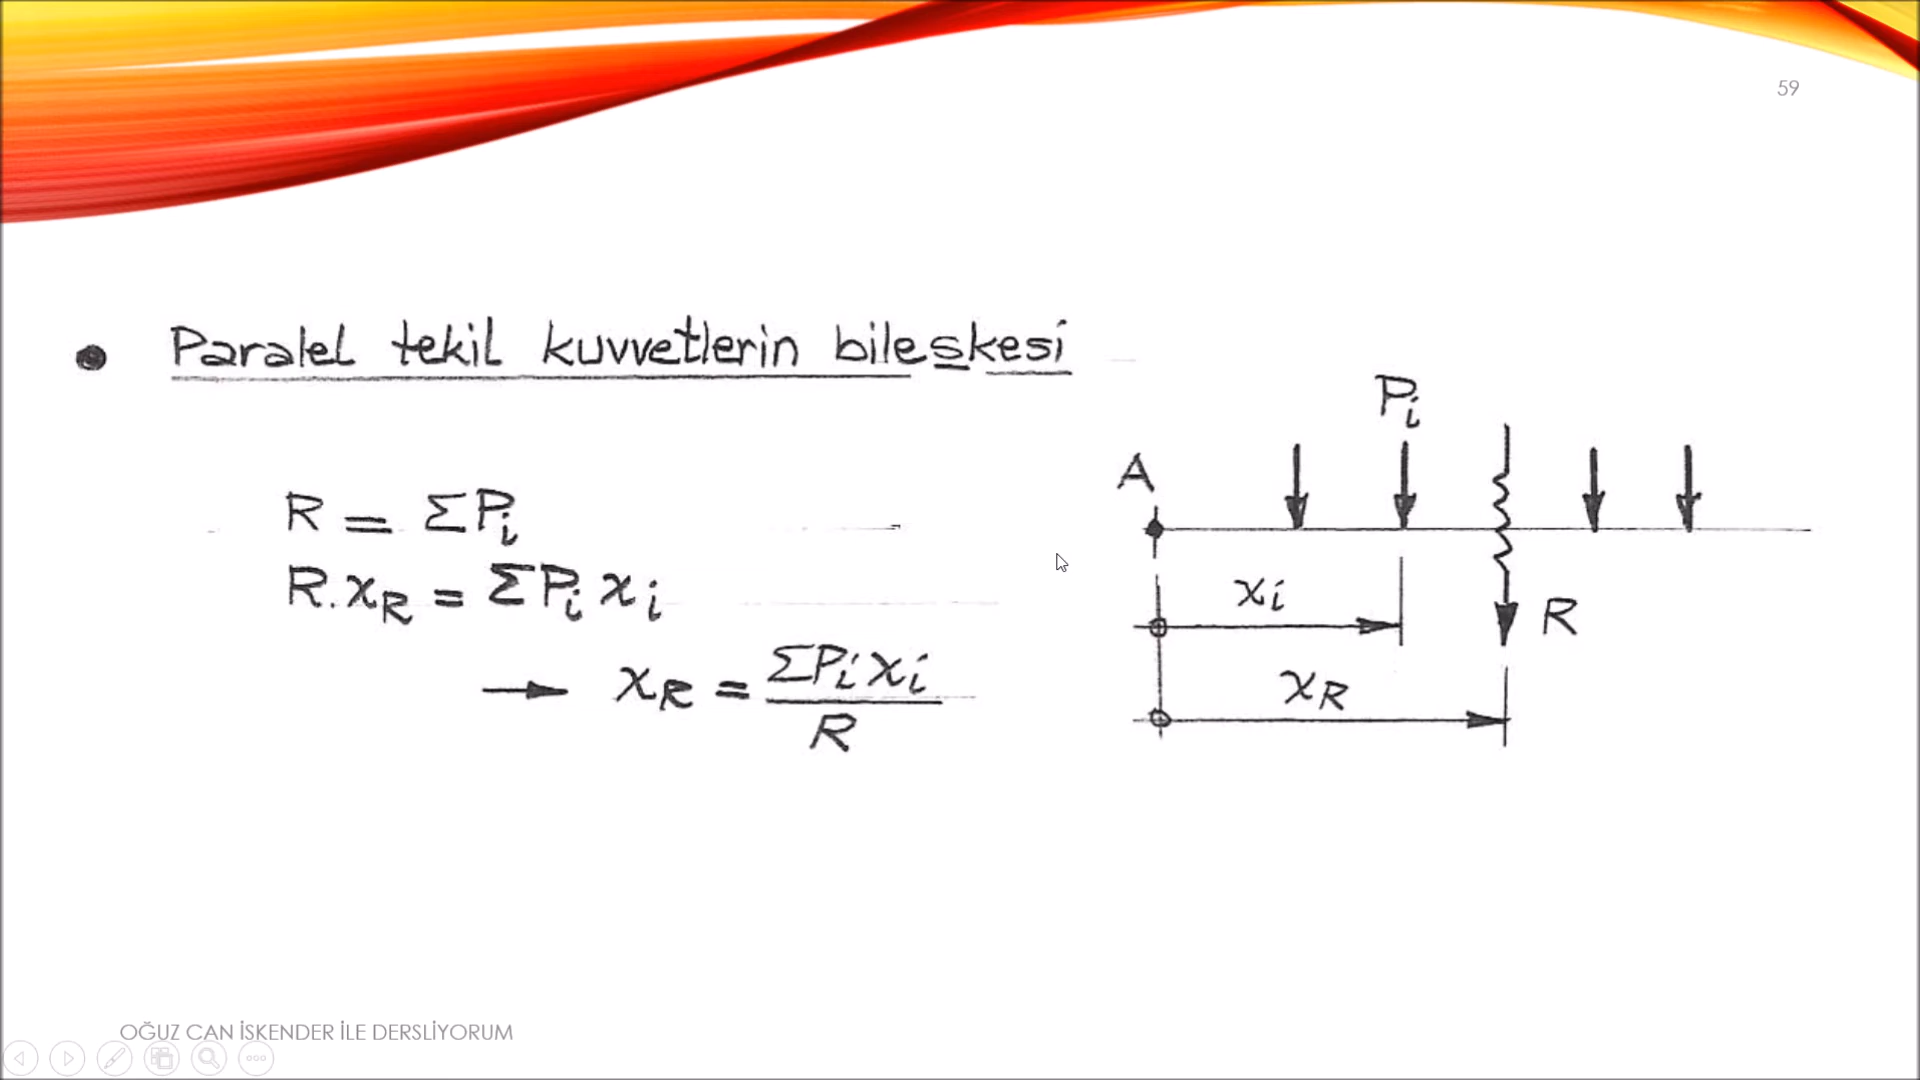 59
• Paralel tekil kuvvetlerin bileşkesi
R = ΣPi
R.xR = ΣPi xi
→ xR = ΣPi xi
R
Pi
A
xi
R
xR
OĞUZ CAN İSKENDER İLE DERSLİYORUM